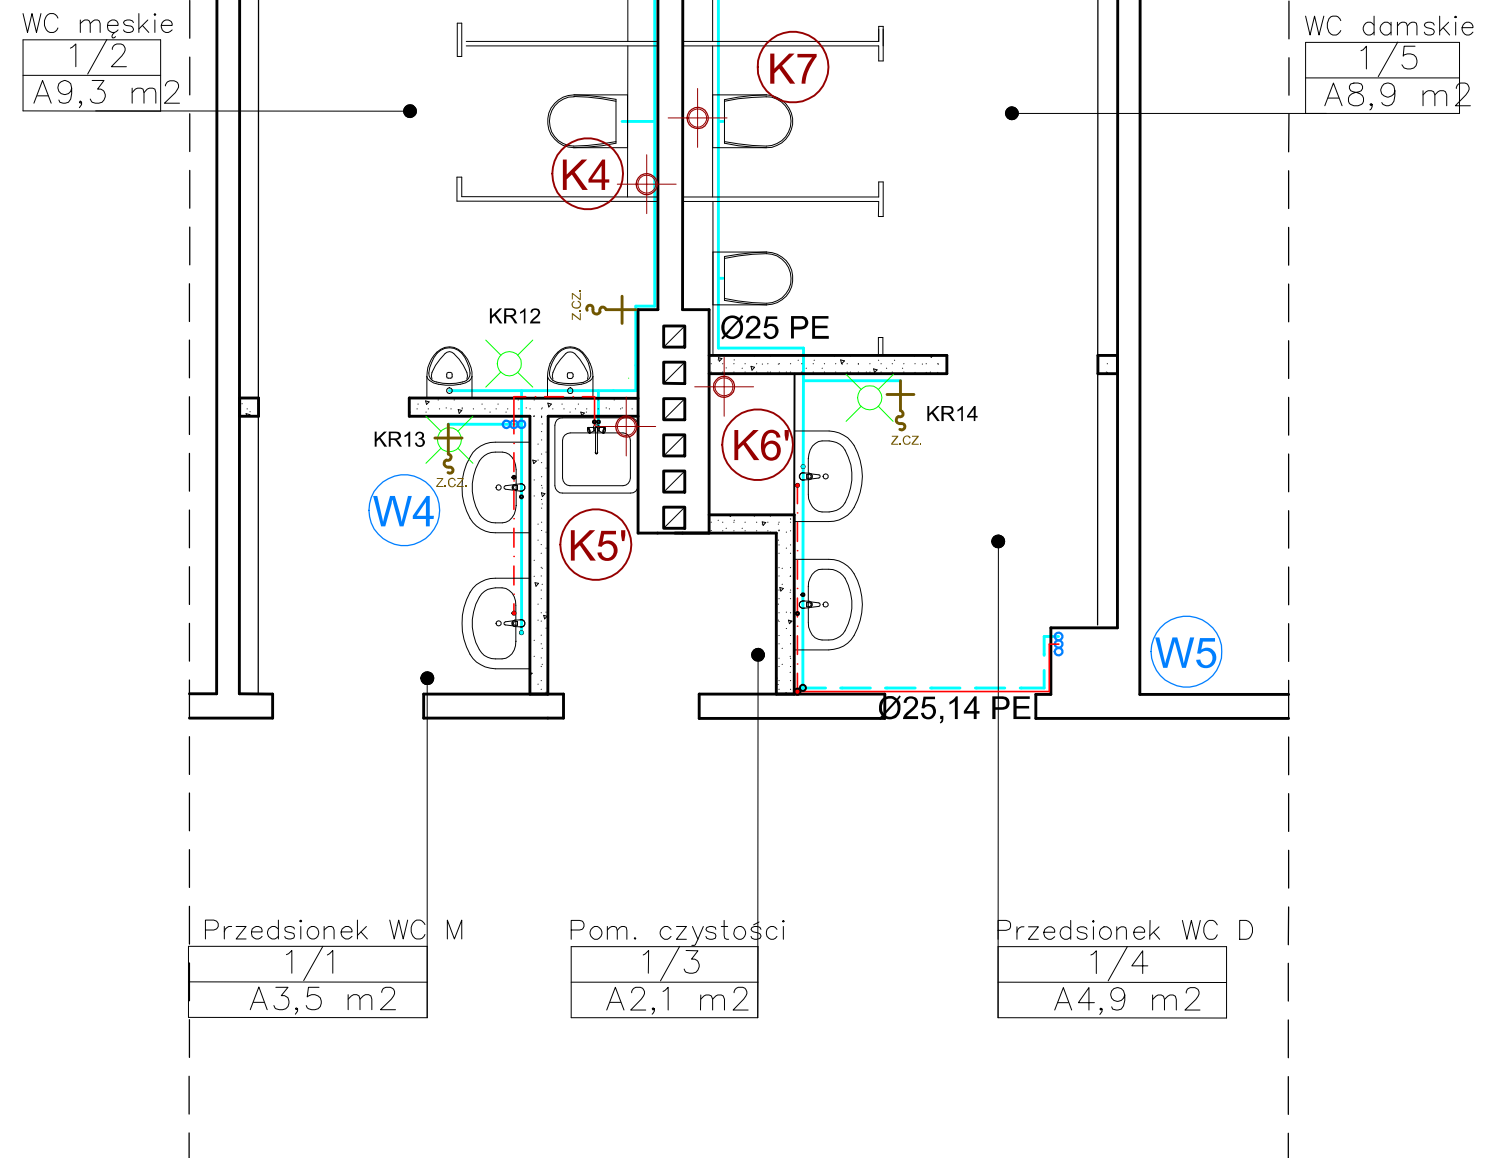 WC męskie
1/2
A9,3 m2
WC damskie
1/5
A8,9 m2
K7
K4
z.cz.
KR12
Ø25 PE
KR13
z.cz.
KR14
z.cz.
K6'
W4
K5'
W5
Ø25,14 PE
Przedsionek WC M
1/1
A3,5 m2
Pom. czystości
1/3
A2,1 m2
Przedsionek WC D
1/4
A4,9 m2